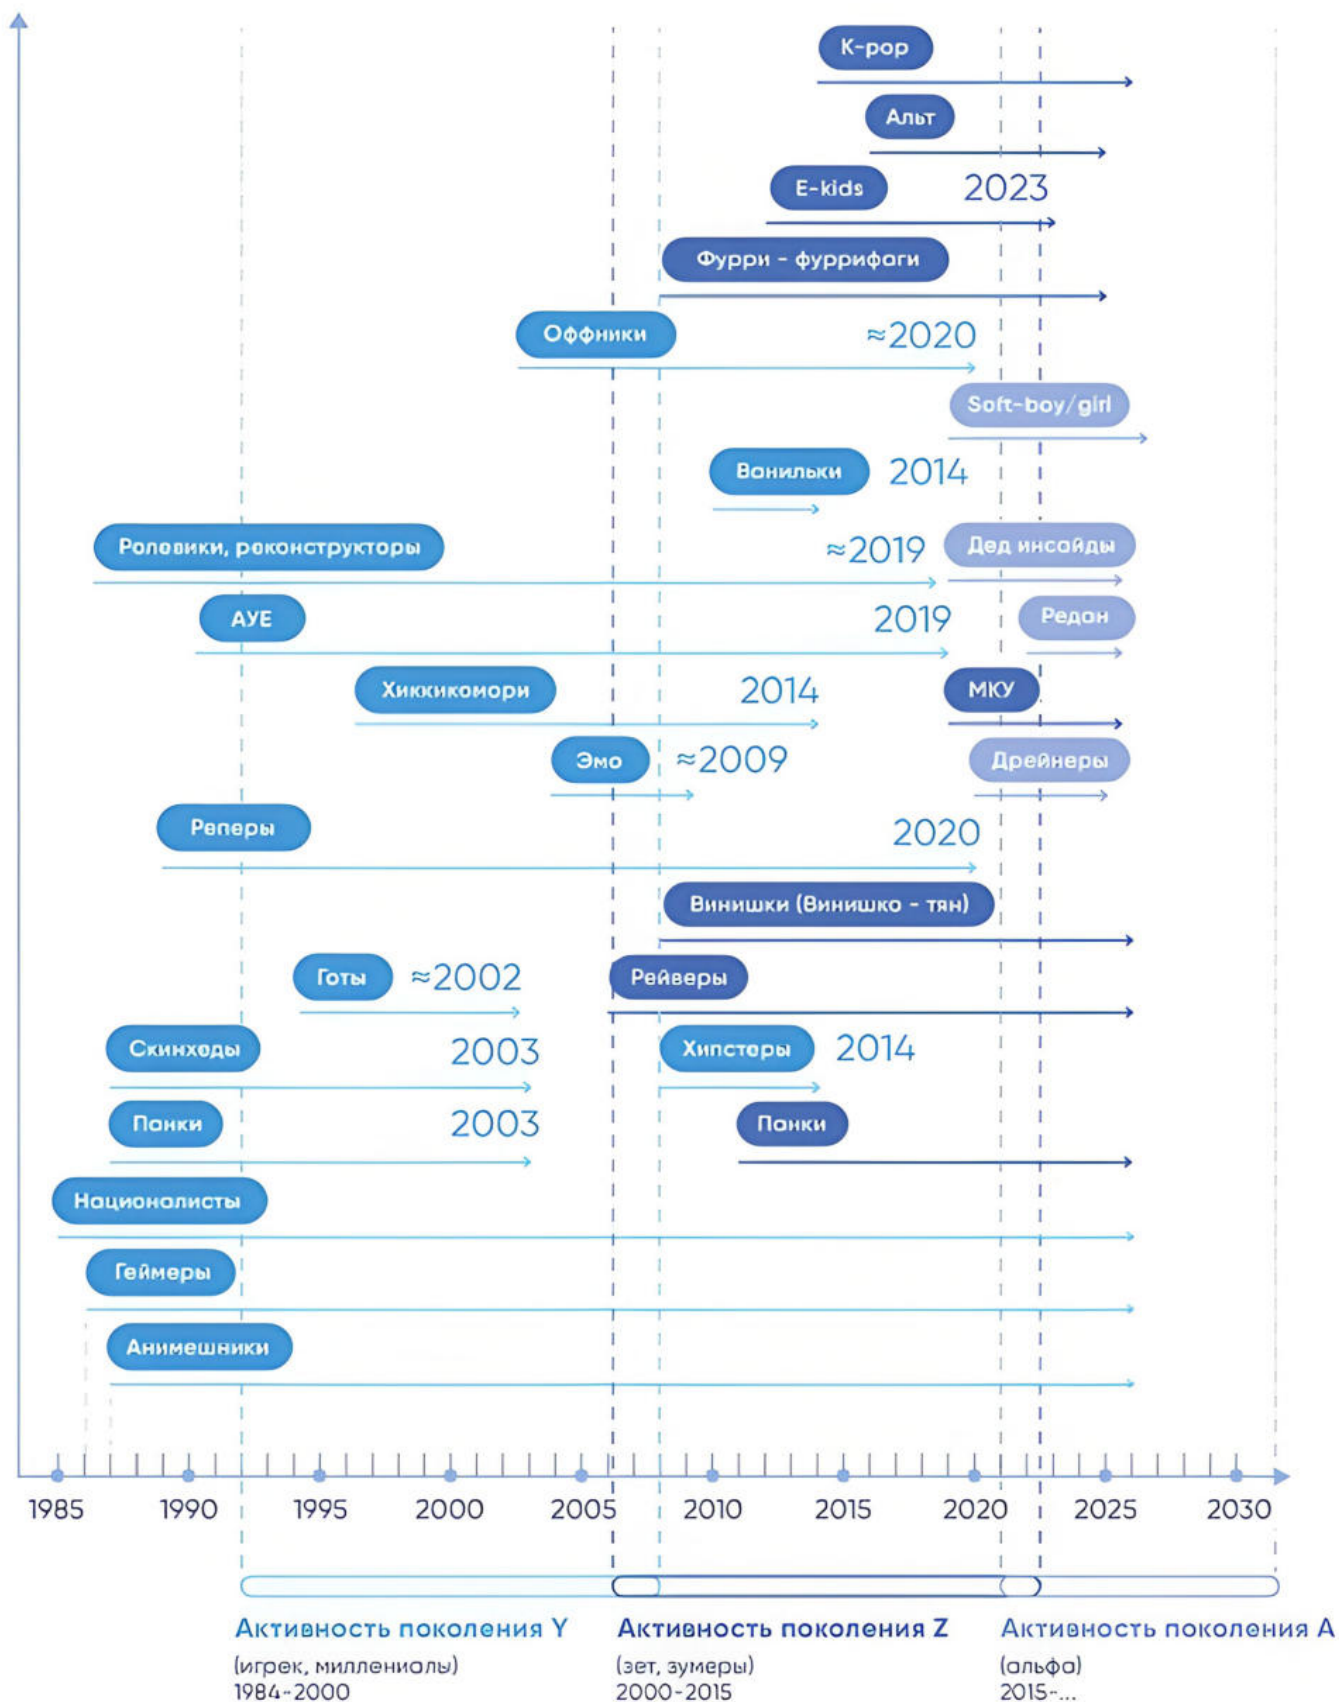 K-pop
Альт
E-kids 2023
Фурри - фуррифаги
Оффники ≈2020
Soft-boy/girl
Ванильки 2014
Ролевики, реконструкторы ≈2019 Дед инсайды
АУЕ 2019 Редан
Хиккикомори 2014 МКУ
Эмо ≈2009 Дрейнеры
Реперы 2020
Винишки (Винишко - тян)
Готы ≈2002 Рейверы
Скинхеды 2003 Хипстеры 2014
Панки 2003 Панки
Националисты
Геймеры
Анимешники
1985 1990 1995 2000 2005 2010 2015 2020 2025 2030
Активность поколения Y Активность поколения Z Активность поколения А
(игрек, миллениалы) (зет, зумеры) (альфа)
1984-2000 2000-2015 2015-...